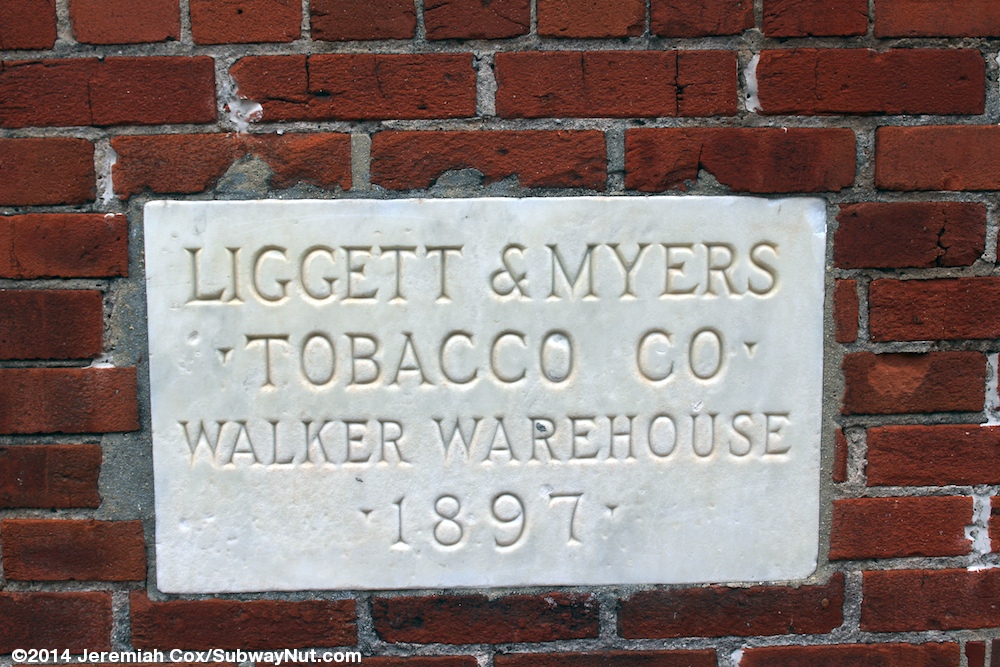 LIGGETT & MYERS
TOBACCO CO
WALKER WAREHOUSE
1897
©2014 Jeremiah Cox/SubwayNut.com